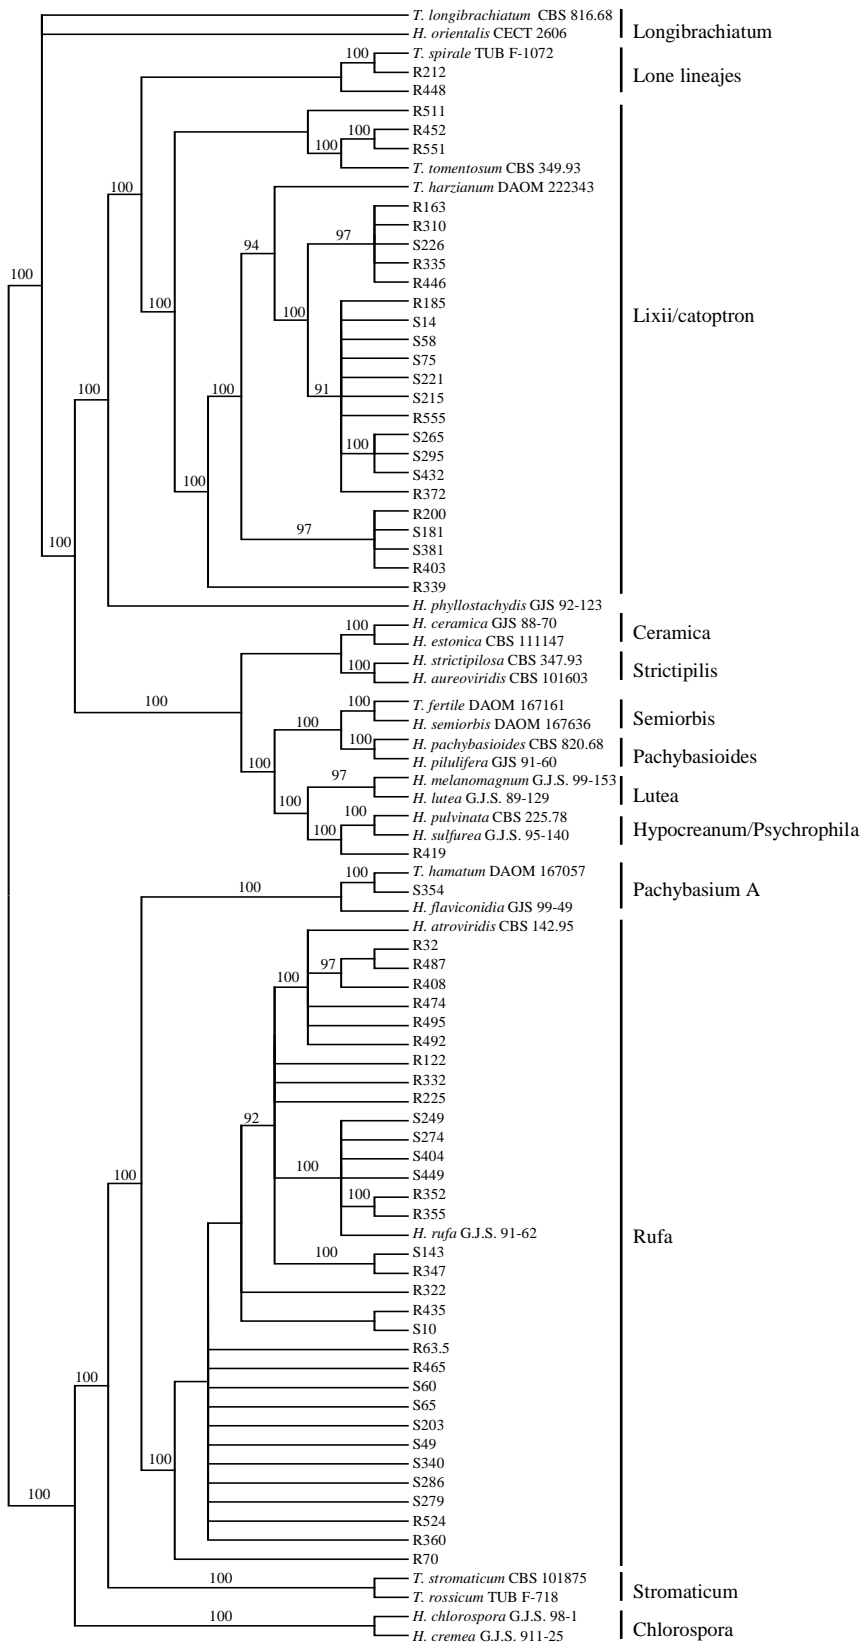 T. longibrachiatum CBS 816.68
H. orientalis CECT 2606
Longibrachiatum
100
T. spirale TUB F-1072
R212
R448
Lone lineajes
R511
100
R452
100
R551
T. tomentosum CBS 349.93
100
T. harzianum DAOM 222343
R163
R310
94
97
S226
R335
100
R446
R185
100
100
S14
Lixii/catoptron
S58
S75
S221
100
100
91
S215
R555
S265
100
S295
S432
100
R372
R200
97
S181
100
S381
R403
R339
H. phyllostachydis GJS 92-123
100
H. ceramica GJS 88-70
H. estonica CBS 111147
Ceramica
100
H. strictipilosa CBS 347.93
H. aureoviridis CBS 101603
Strictipilis
100
100
T. fertile DAOM 167161
H. semiorbis DAOM 167636
Semiorbis
100
100
H. pachybasioides CBS 820.68
H. pilulifera GJS 91-60
Pachybasioides
100
97
H. melanomagnum G.J.S. 99-153
H. lutea G.J.S. 89-129
Lutea
100
100
H. pulvinata CBS 225.78
H. sulfurea G.J.S. 95-140
Hypocreanum/Psychrophila
100
R419
100
T. hamatum DAOM 167057
100
S354
H. flaviconidia GJS 99-49
Pachybasium A
H. atroviridis CBS 142.95
R32
97
R487
100
R408
R474
R495
R492
R122
R332
R225
92
S249
S274
S404
100
S449
100
100
R352
R355
H. rufa G.J.S. 91-62
Rufa
100
S143
R347
R322
R435
S10
R63.5
R465
100
S60
S65
S203
100
S49
S340
S286
100
S279
R524
R360
R70
100
T. stromaticum CBS 101875
T. rossicum TUB F-718
Stromaticum
100
H. chlorospora G.J.S. 98-1
H. cremea G.J.S. 911-25
Chlorospora